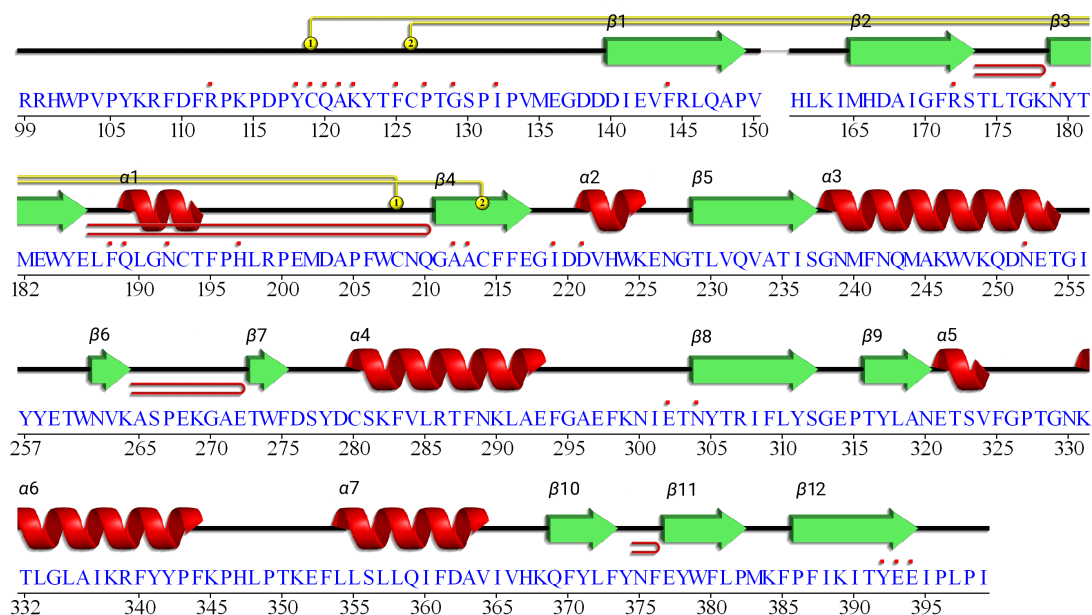 β1 β2 β3
1 2
RRHWPVPYKRFDFRPKPDPYCQAKYTFCPTGSPIPVMEGDDDIEVFRLQAPV HLKIMHDAIGFRSTLTGKNYT
99 105 110 115 120 125 130 135 140 145 150 165 170 175 180
α1 β4 α2 β5 α3
1 2
MEWYELFQLGNCTFPHLRPEMDAPFWCNQGAACFFEGIDDVHWKENGTLVQVATISGNMFNQMAKWVKQDNETGI
182 190 195 200 205 210 215 220 225 230 235 240 245 250 255
β6 β7 α4 β8 β9 α5
YYETWNVKASPEKGAETWFDSYDCSKFVLRTFNKLAEFGAEFKNIETNYTRIFLYSGEPTYLANETSVFGPTGNK
257 265 270 275 280 285 290 295 300 305 310 315 320 325 330
α6 α7 β10 β11 β12
TLGLAIKRFYYPFKPHLPTKEFLLSLLQIFDAVIVHKQFYLFYNFEYWFLPMKFPFIKITYEEIPLPI
332 340 345 350 355 360 365 370 375 380 385 390 395